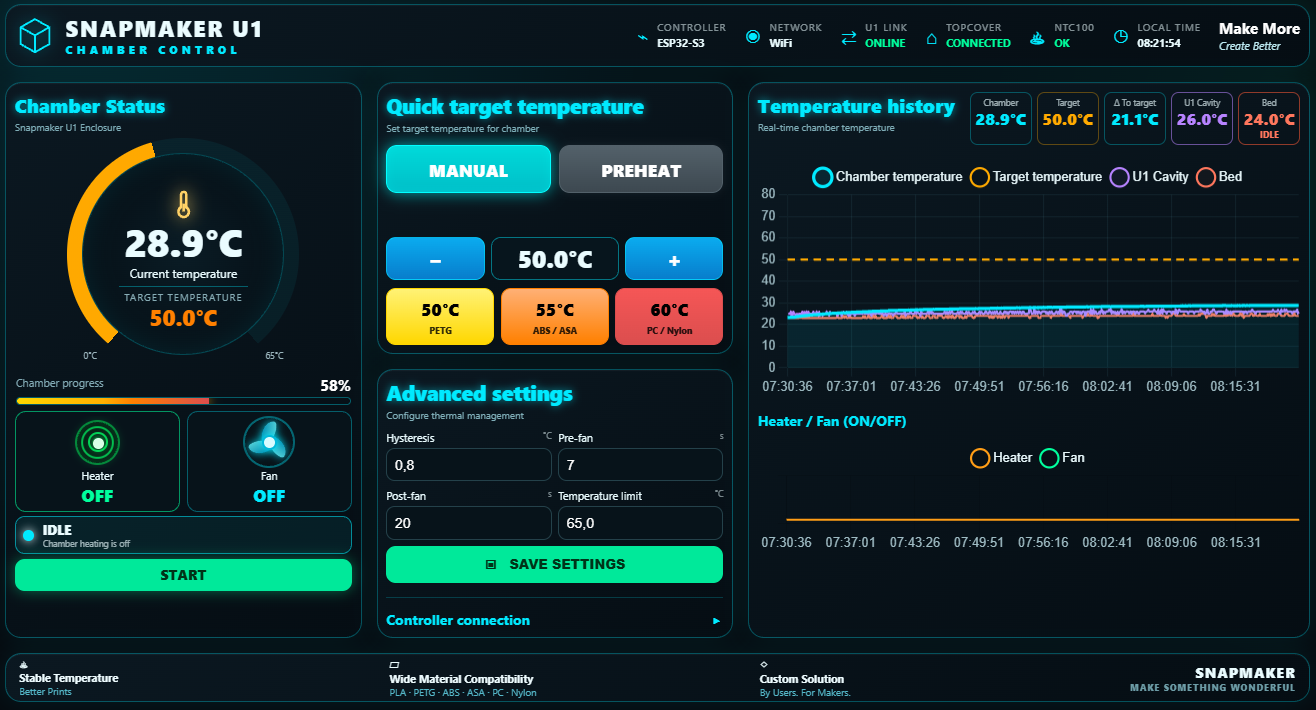 SNAPMAKER U1
CHAMBER CONTROL
CONTROLLER
ESP32-S3
NETWORK
WiFi
U1 LINK
ONLINE
TOPCOVER
CONNECTED
NTC100
OK
LOCAL TIME
08:21:54
Make More
Create Better
Chamber Status
Snapmaker U1 Enclosure
28.9°C
Current temperature
TARGET TEMPERATURE
50.0°C
0°C
65°C
Chamber progress
58%
Heater
OFF
Fan
OFF
IDLE
Chamber heating is off
START
Quick target temperature
Set target temperature for chamber
MANUAL
PREHEAT
−
50.0°C
+
50°C
PETG
55°C
ABS / ASA
60°C
PC / Nylon
Advanced settings
Configure thermal management
Hysteresis °C
0,8
Pre-fan s
7
Post-fan s
20
Temperature limit °C
65,0
SAVE SETTINGS
Controller connection
Temperature history
Real-time chamber temperature
Chamber
28.9°C
Target
50.0°C
Δ To target
21.1°C
U1 Cavity
26.0°C
Bed
24.0°C
IDLE
Chamber temperature Target temperature U1 Cavity Bed
80
70
60
50
40
30
20
10
0
07:30:36 07:37:01 07:43:26 07:49:51 07:56:16 08:02:41 08:09:06 08:15:31
Heater / Fan (ON/OFF)
Heater Fan
07:30:36 07:37:01 07:43:26 07:49:51 07:56:16 08:02:41 08:09:06 08:15:31
Stable Temperature
Better Prints
Wide Material Compatibility
PLA · PETG · ABS · ASA · PC · Nylon
Custom Solution
By Users. For Makers.
SNAPMAKER
MAKE SOMETHING WONDERFUL